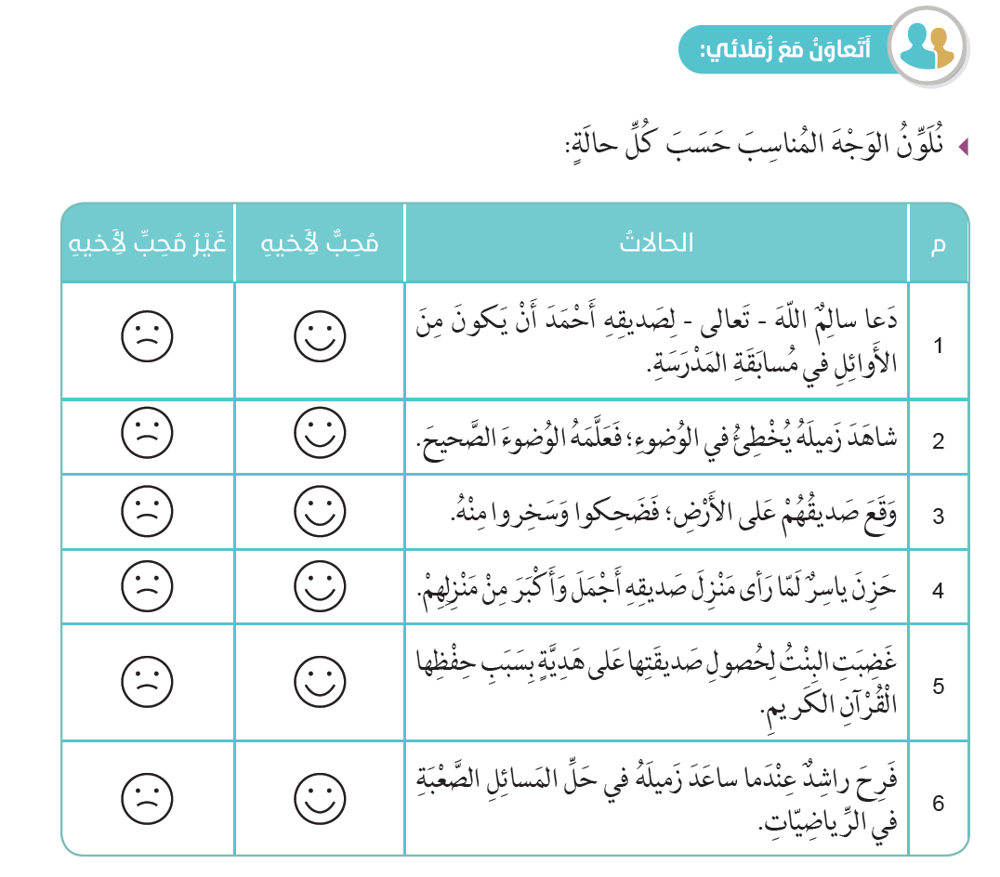 أَتَعاوَنُ مَعَ زُمَلائي:
نُلَوِّنُ الوَجْهَ المُناسِبَ حَسَبَ كُلِّ حالَةٍ:
م الحالاتُ مُحِبٌّ لِأَخيهِ غَيْرُ مُحِبٍّ لِأَخيهِ
1 دَعا سالِمٌ اللّهَ - تَعالى - لِصَديقِهِ أَحْمَدَ أَنْ يَكونَ مِنَ
الأَوائِلِ في مُسابَقَةِ المَدْرَسَةِ.
2 شاهَدَ زَميلَهُ يُخْطِئُ في الوُضوءِ؛ فَعَلَّمَهُ الوُضوءَ الصَّحيحَ.
3 وَقَعَ صَديقُهُمْ عَلى الأَرْضِ؛ فَضَحِكوا وَسَخِروا مِنْهُ.
4 حَزِنَ ياسِرٌ لَمّا رَأى مَنْزِلَ صَديقِهِ أَجْمَلَ وَأَكْبَرَ مِنْ مَنْزِلِهِمْ.
5 غَضِبَتِ البِنْتُ لِحُصولِ صَديقَتِها عَلى هَدِيَّةٍ بِسَبَبِ حِفْظِها
الْقُرْآنِ الكَريمِ.
6 فَرِحَ راشِدٌ عِنْدَما ساعَدَ زَميلَهُ في حَلِّ المَسائِلِ الصَّعْبَةِ
في الرِّياضِيّاتِ.